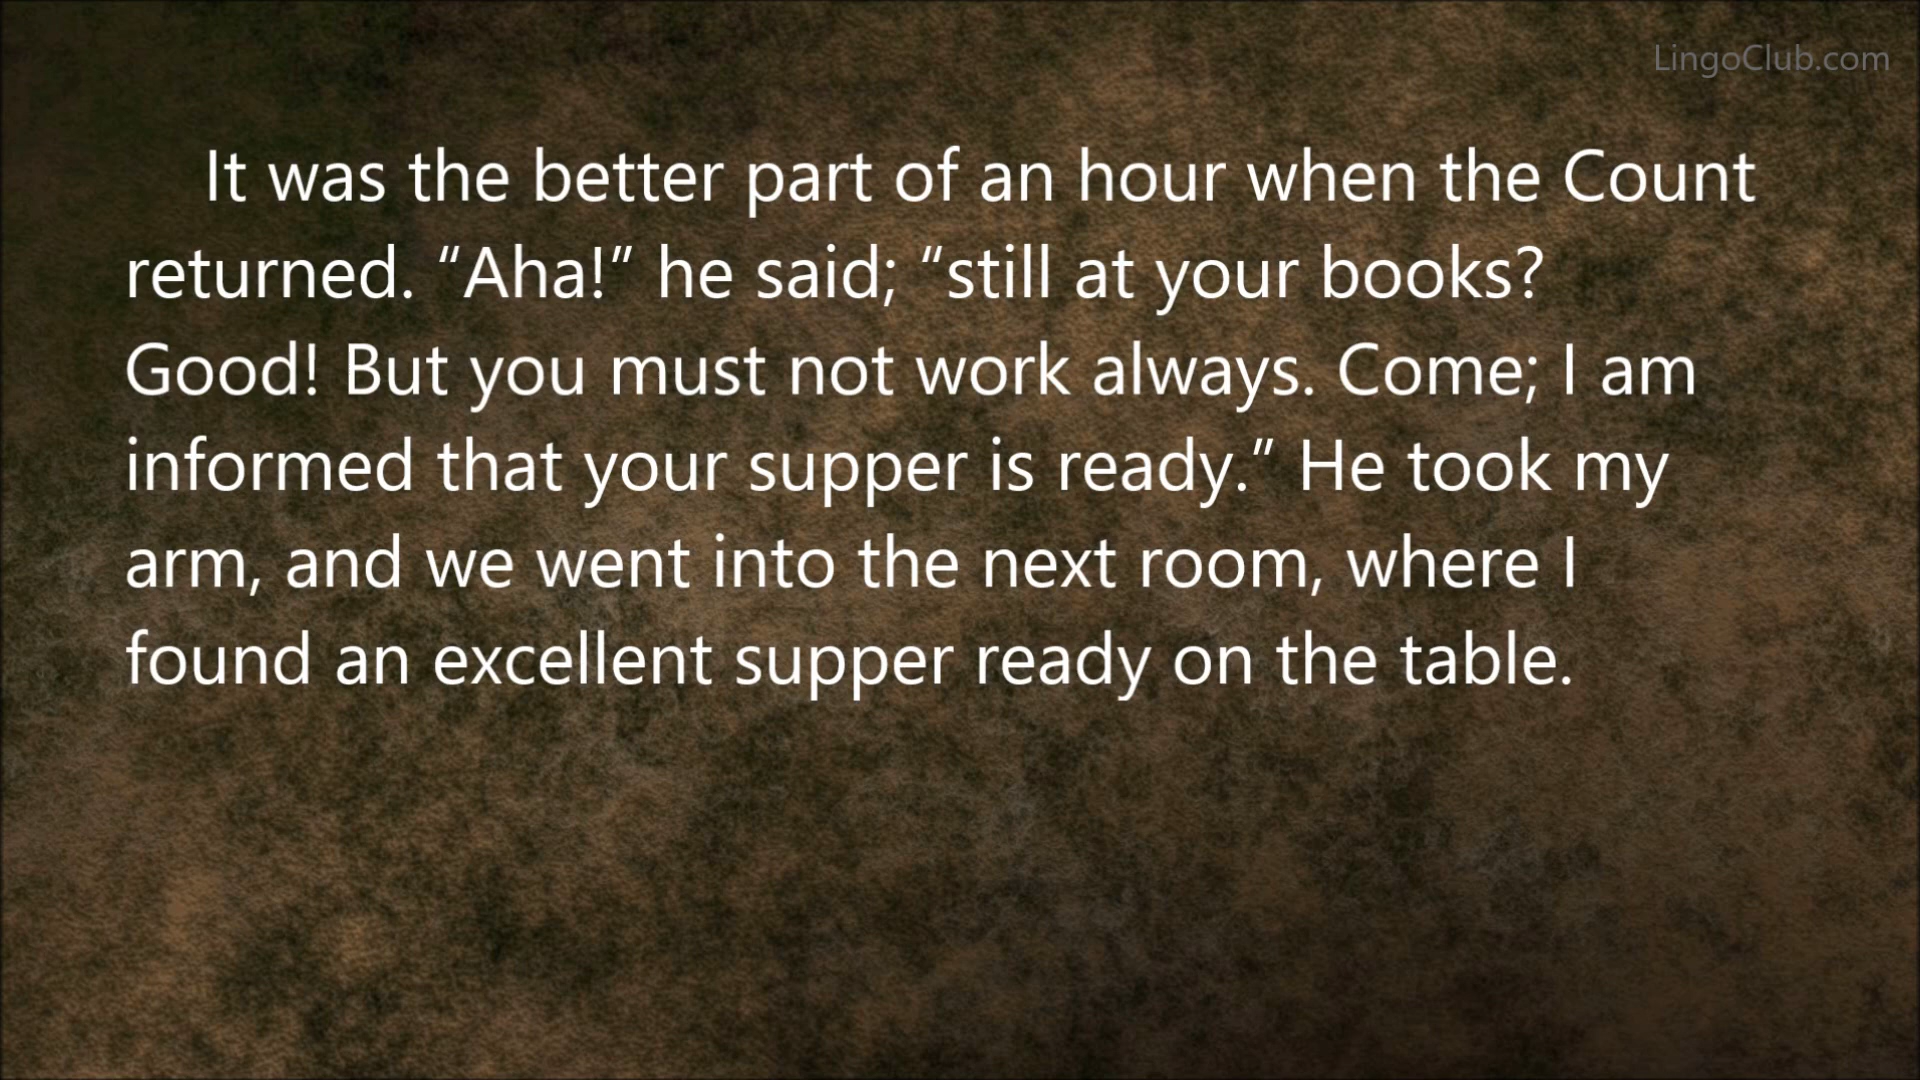 LingoClub.com
It was the better part of an hour when the Count
returned. “Aha!” he said; “still at your books?
Good! But you must not work always. Come; I am
informed that your supper is ready.” He took my
arm, and we went into the next room, where I
found an excellent supper ready on the table.